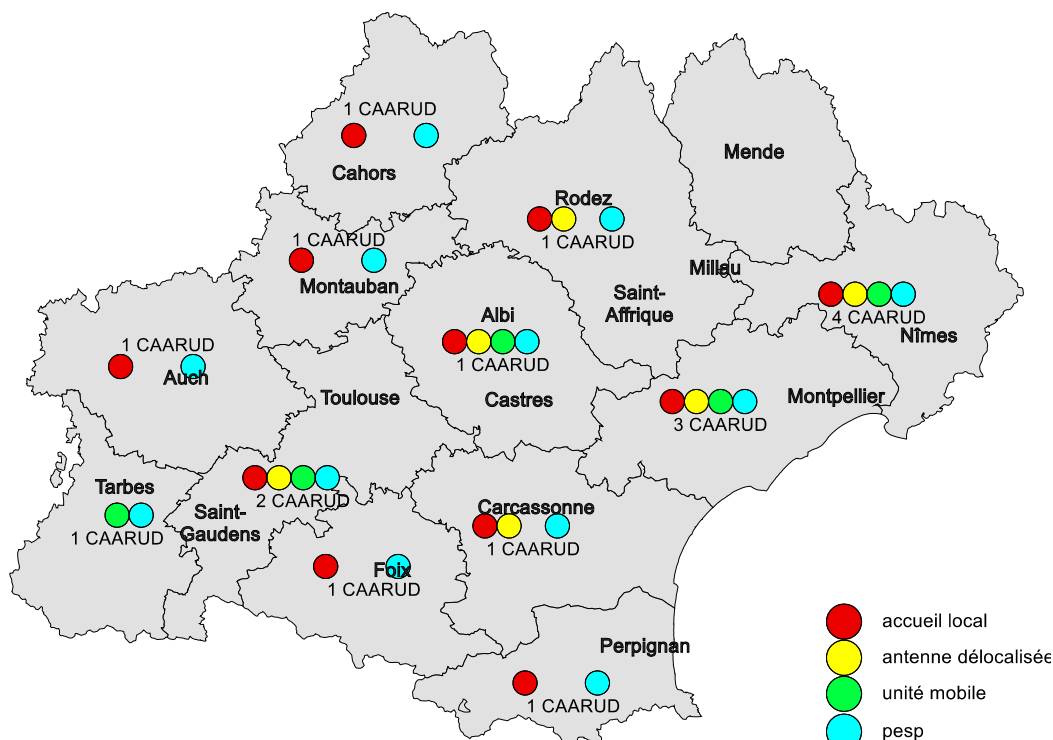 1 CAARUD
Cahors
Mende
Rodez
1 CAARUD
1 CAARUD
Montauban
Millau
Saint-
Affrique
4 CAARUD
Nîmes
Albi
1 CAARUD
Castres
1 CAARUD
Auch
Toulouse
Montpellier
3 CAARUD
Tarbes
1 CAARUD
2 CAARUD
Saint-
Gaudens
Carcassonne
1 CAARUD
Foix
1 CAARUD
Perpignan
1 CAARUD
accueil local
antenne délocalisée
unité mobile
pesp